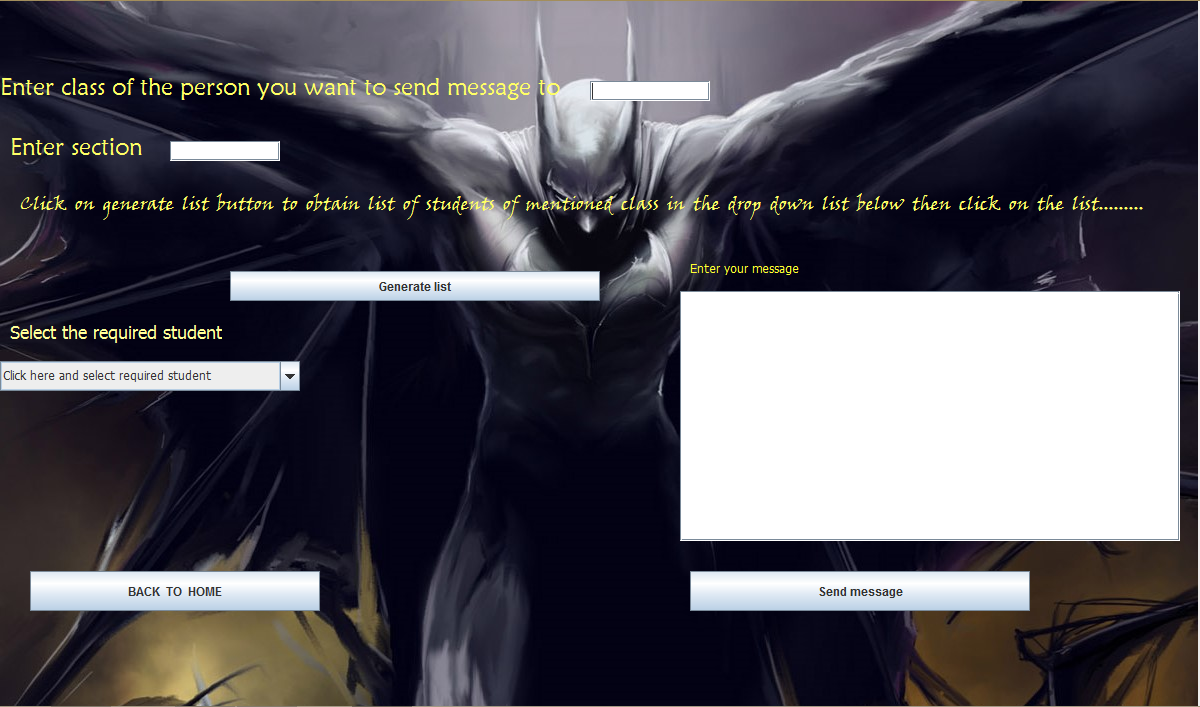 Enter class of the person you want to send message to
Enter section
Click on generate list button to obtain list of students of mentioned class in the drop down list below then click on the list.........
Enter your message
Generate list
Select the required student
Click here and select required student
BACK TO HOME
Send message